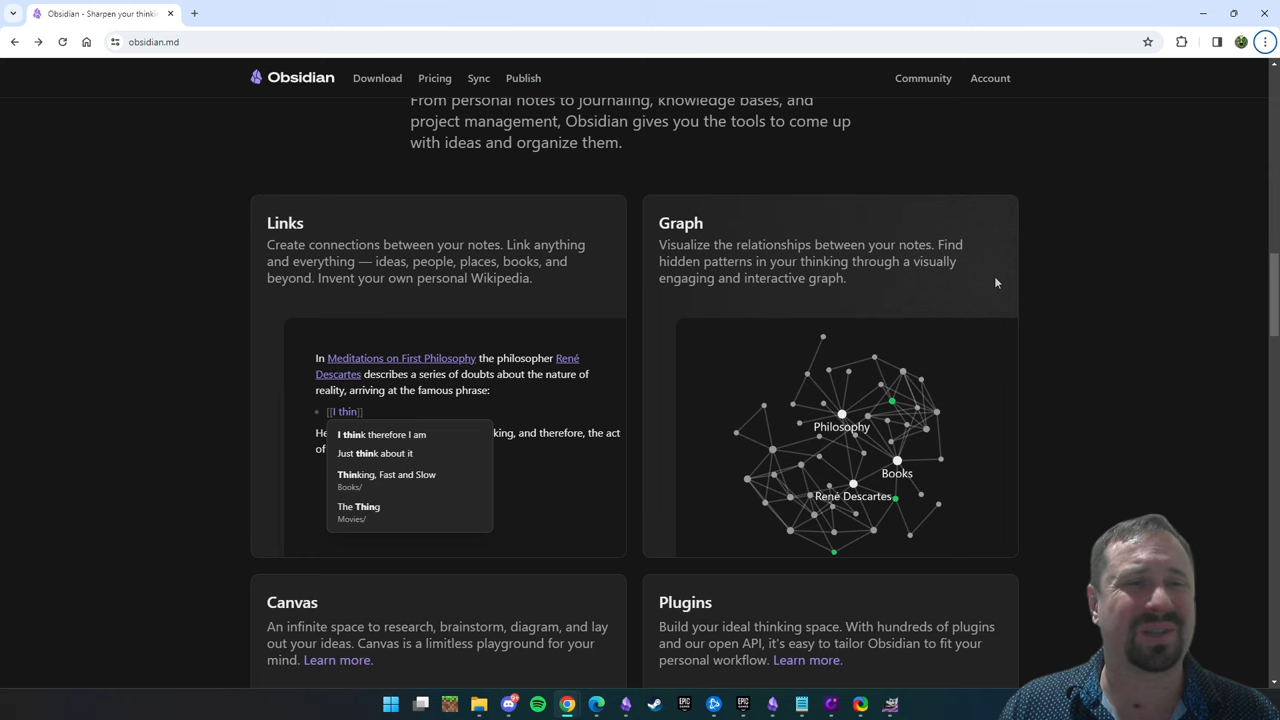 Obsidian - Sharpen your thinkin
obsidian.md
Obsidian
Download
Pricing
Sync
Publish
Community
Account
From personal notes to journaling, knowledge bases, and
project management, Obsidian gives you the tools to come up
with ideas and organize them.
Links
Create connections between your notes. Link anything
and everything — ideas, people, places, books, and
beyond. Invent your own personal Wikipedia.
In Meditations on First Philosophy the philosopher René
Descartes describes a series of doubts about the nature of
reality, arriving at the famous phrase:
[[I thin]]
He king, and therefore, the act
of
I think therefore I am
Just think about it
Thinking, Fast and Slow
Books/
The Thing
Movies/
Graph
Visualize the relationships between your notes. Find
hidden patterns in your thinking through a visually
engaging and interactive graph.
Philosophy
Books
René Descartes
Canvas
An infinite space to research, brainstorm, diagram, and lay
out your ideas. Canvas is a limitless playground for your
mind. Learn more.
Plugins
Build your ideal thinking space. With hundreds of plugins
and our open API, it's easy to tailor Obsidian to fit your
personal workflow. Learn more.